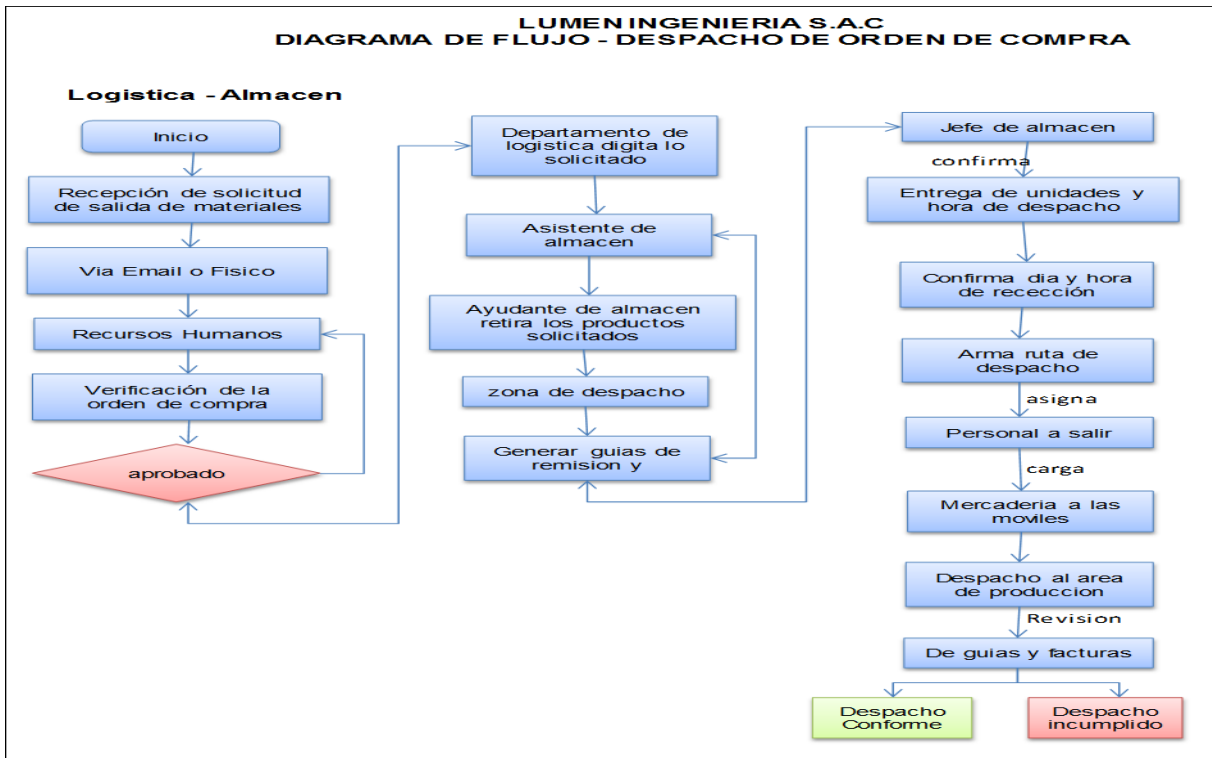 LUMEN INGENIERIA S.A.C
DIAGRAMA DE FLUJO - DESPACHO DE ORDEN DE COMPRA
Logistica - Almacen
Inicio
Recepción de solicitud
de salida de materiales
Via Email o Fisico
Recursos Humanos
Verificación de la
orden de compra
aprobado
Departamento de
logistica digita lo
solicitado
Asistente de
almacen
Ayudante de almacen
retira los productos
solicitados
zona de despacho
Generar guias de
remision y
Jefe de almacen
confirma
Entrega de unidades y
hora de despacho
Confirma dia y hora
de recección
Arma ruta de
despacho
asigna
Personal a salir
carga
Mercaderia a las
moviles
Despacho al area
de produccion
Revision
De guias y facturas
Despacho
Conforme
Despacho
incumplido